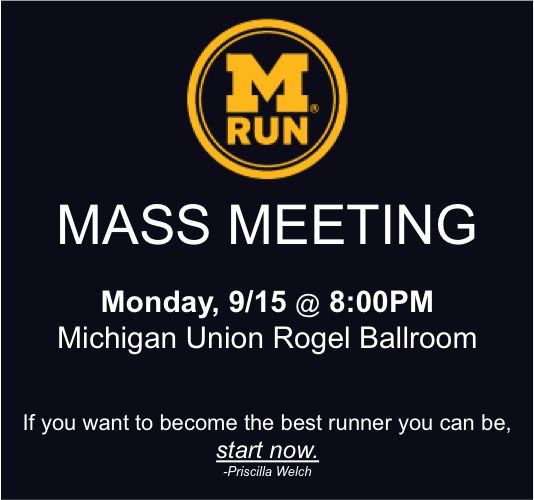 M®
RUN
MASS MEETING
Monday, 9/15 @ 8:00PM
Michigan Union Rogel Ballroom
If you want to become the best runner you can be,
start now.
-Priscilla Welch